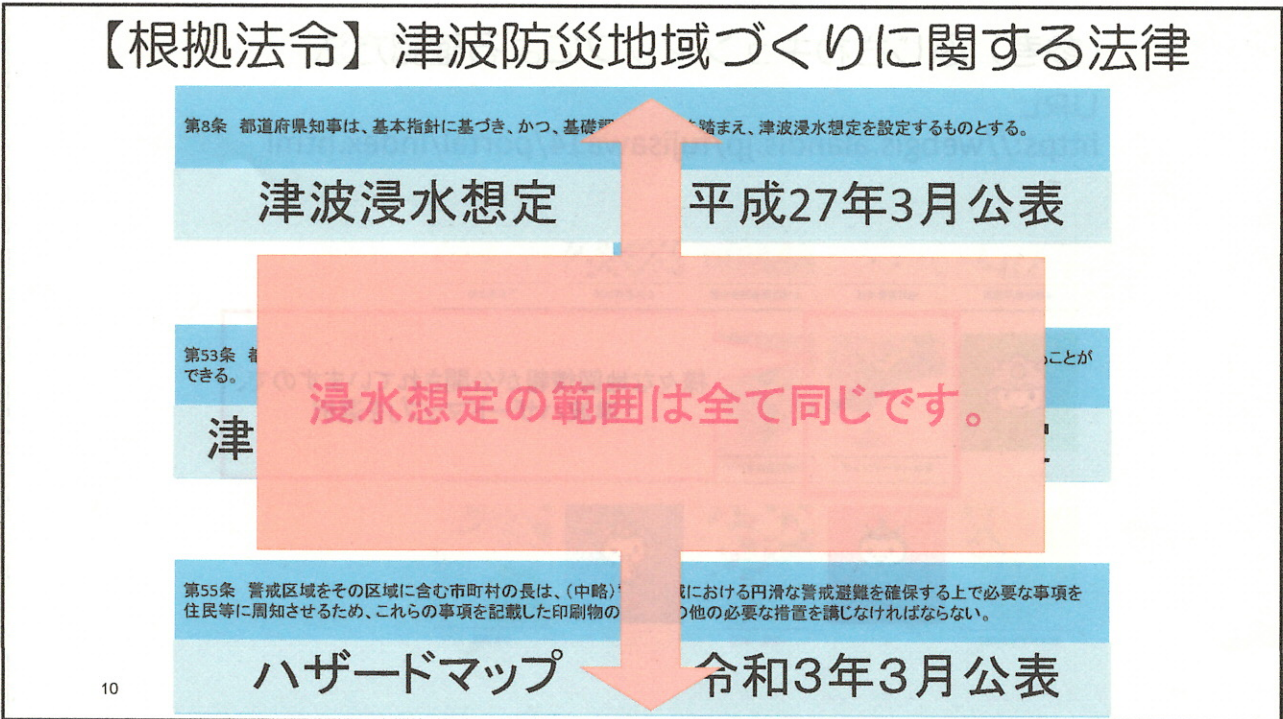 【根拠法令】津波防災地域づくりに関する法律
第8条 都道府県知事は、基本指針に基づき、かつ、基礎 を踏まえ、津波浸水想定を設定するものとする。
津波浸水想定 平成27年3月公表
第53条 ことが
できる。
浸水想定の範囲は全て同じです。
津
第55条 警戒区域をその区域に含む市町村の長は、(中略) における円滑な警戒避難を確保する上で必要な事項を
住民等に周知させるため、これらの事項を記載した印刷物の の他の必要な措置を講じなければならない。
ハザードマップ 令和3年3月公表
10